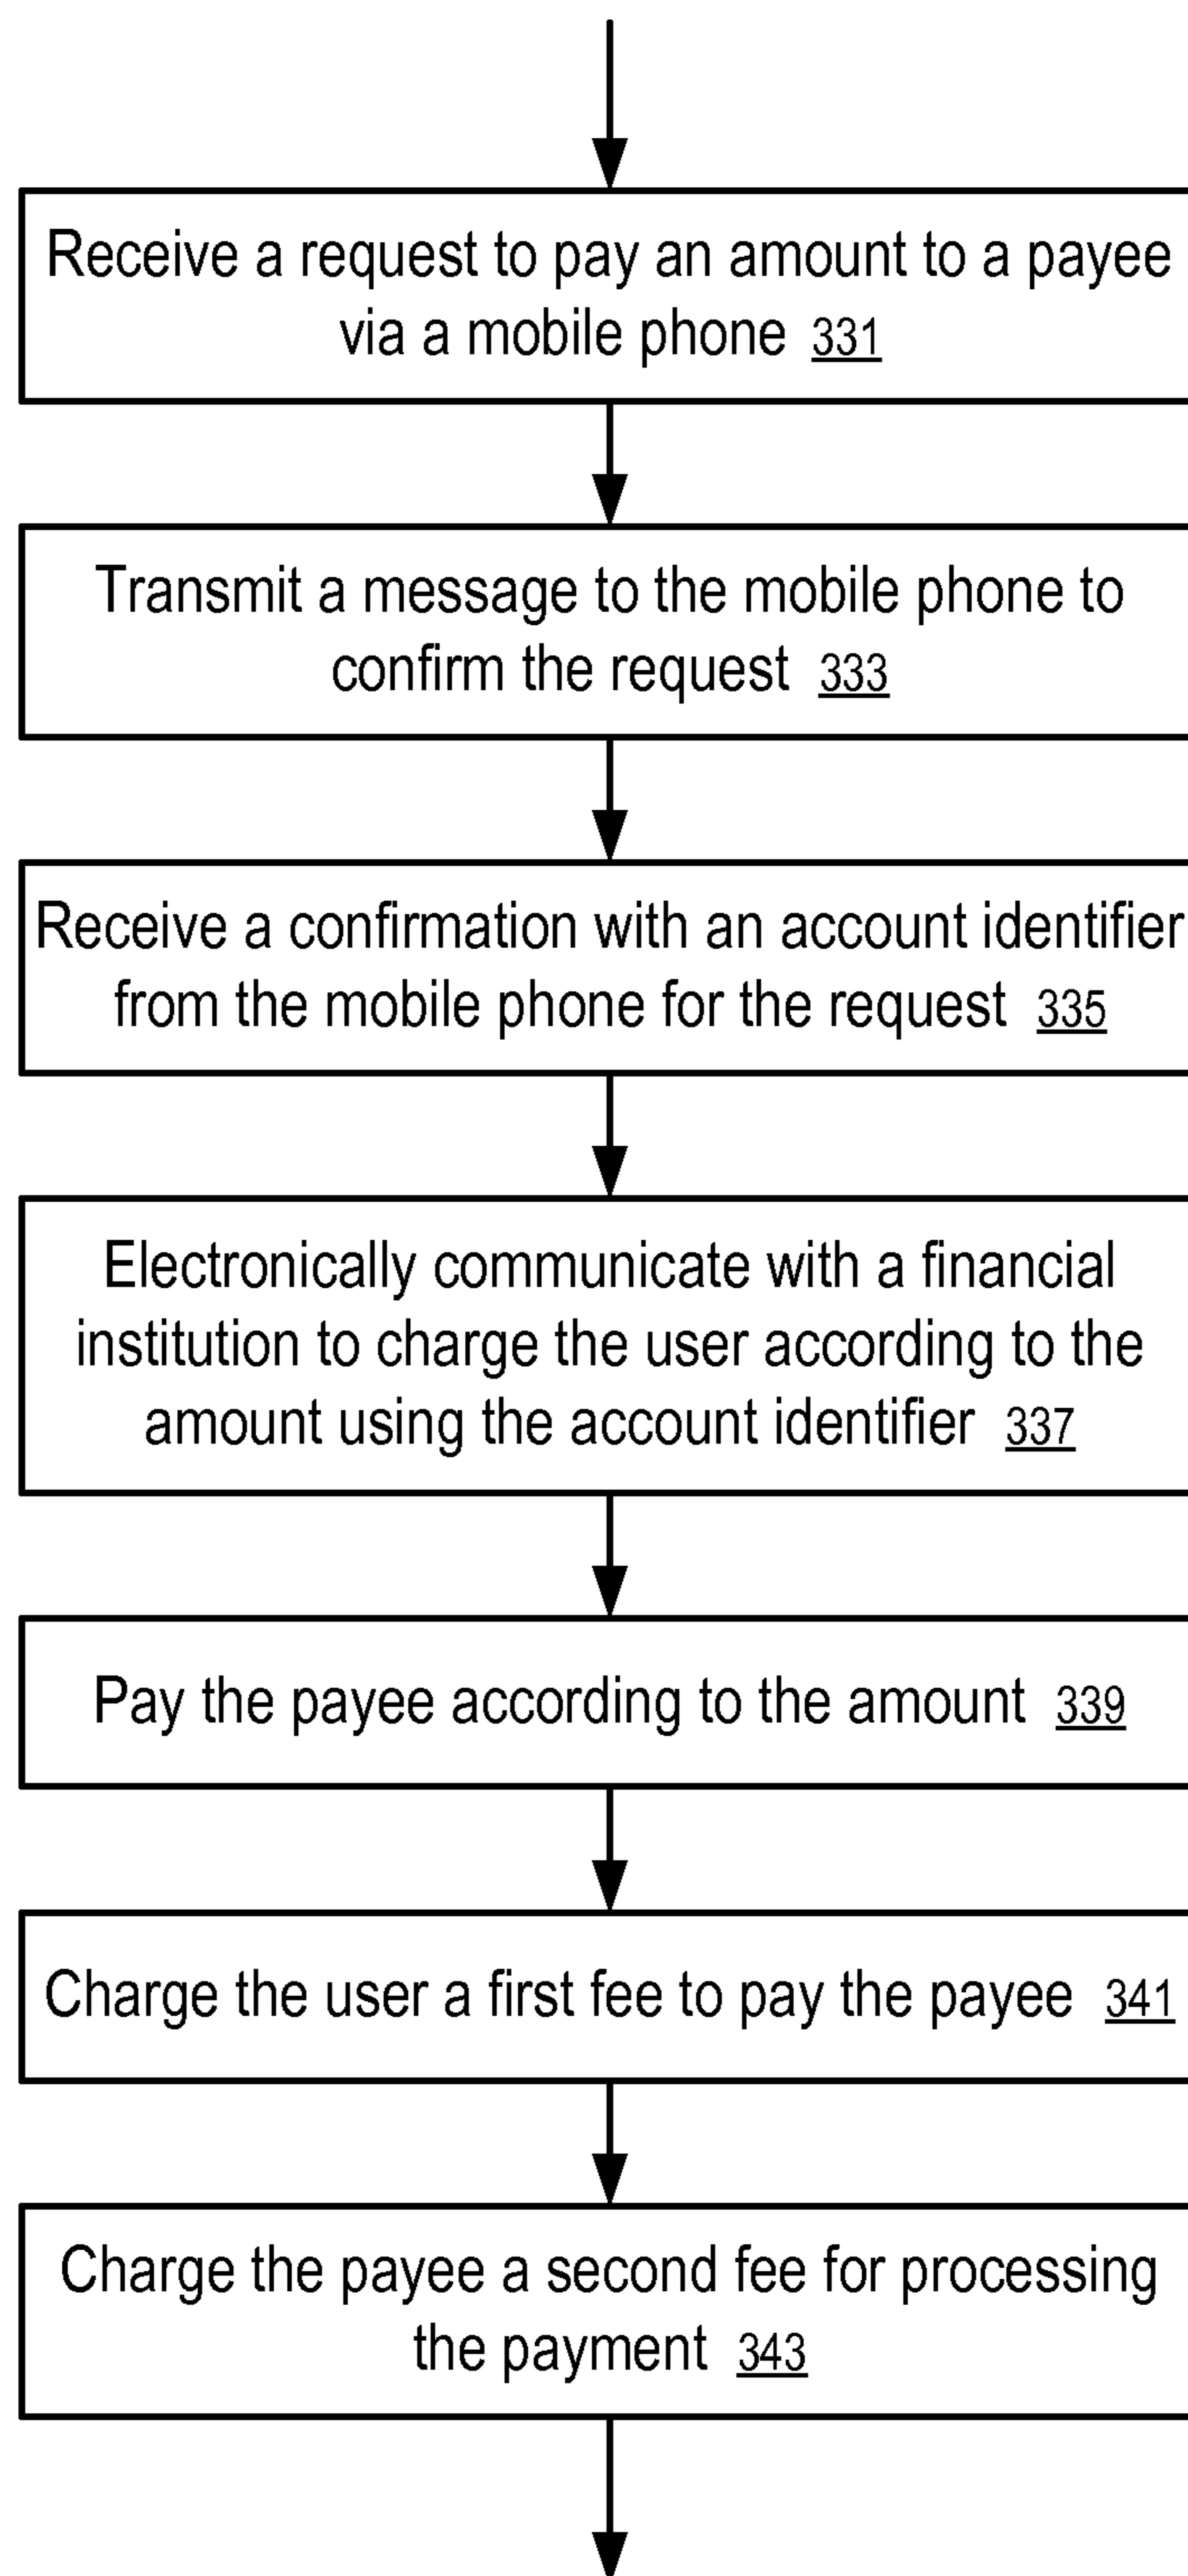 Receive a request to pay an amount to a payee
via a mobile phone 331
Transmit a message to the mobile phone to
confirm the request 333
Receive a confirmation with an account identifier
from the mobile phone for the request 335
Electronically communicate with a financial
institution to charge the user according to the
amount using the account identifier 337
Pay the payee according to the amount 339
Charge the user a first fee to pay the payee 341
Charge the payee a second fee for processing
the payment 343